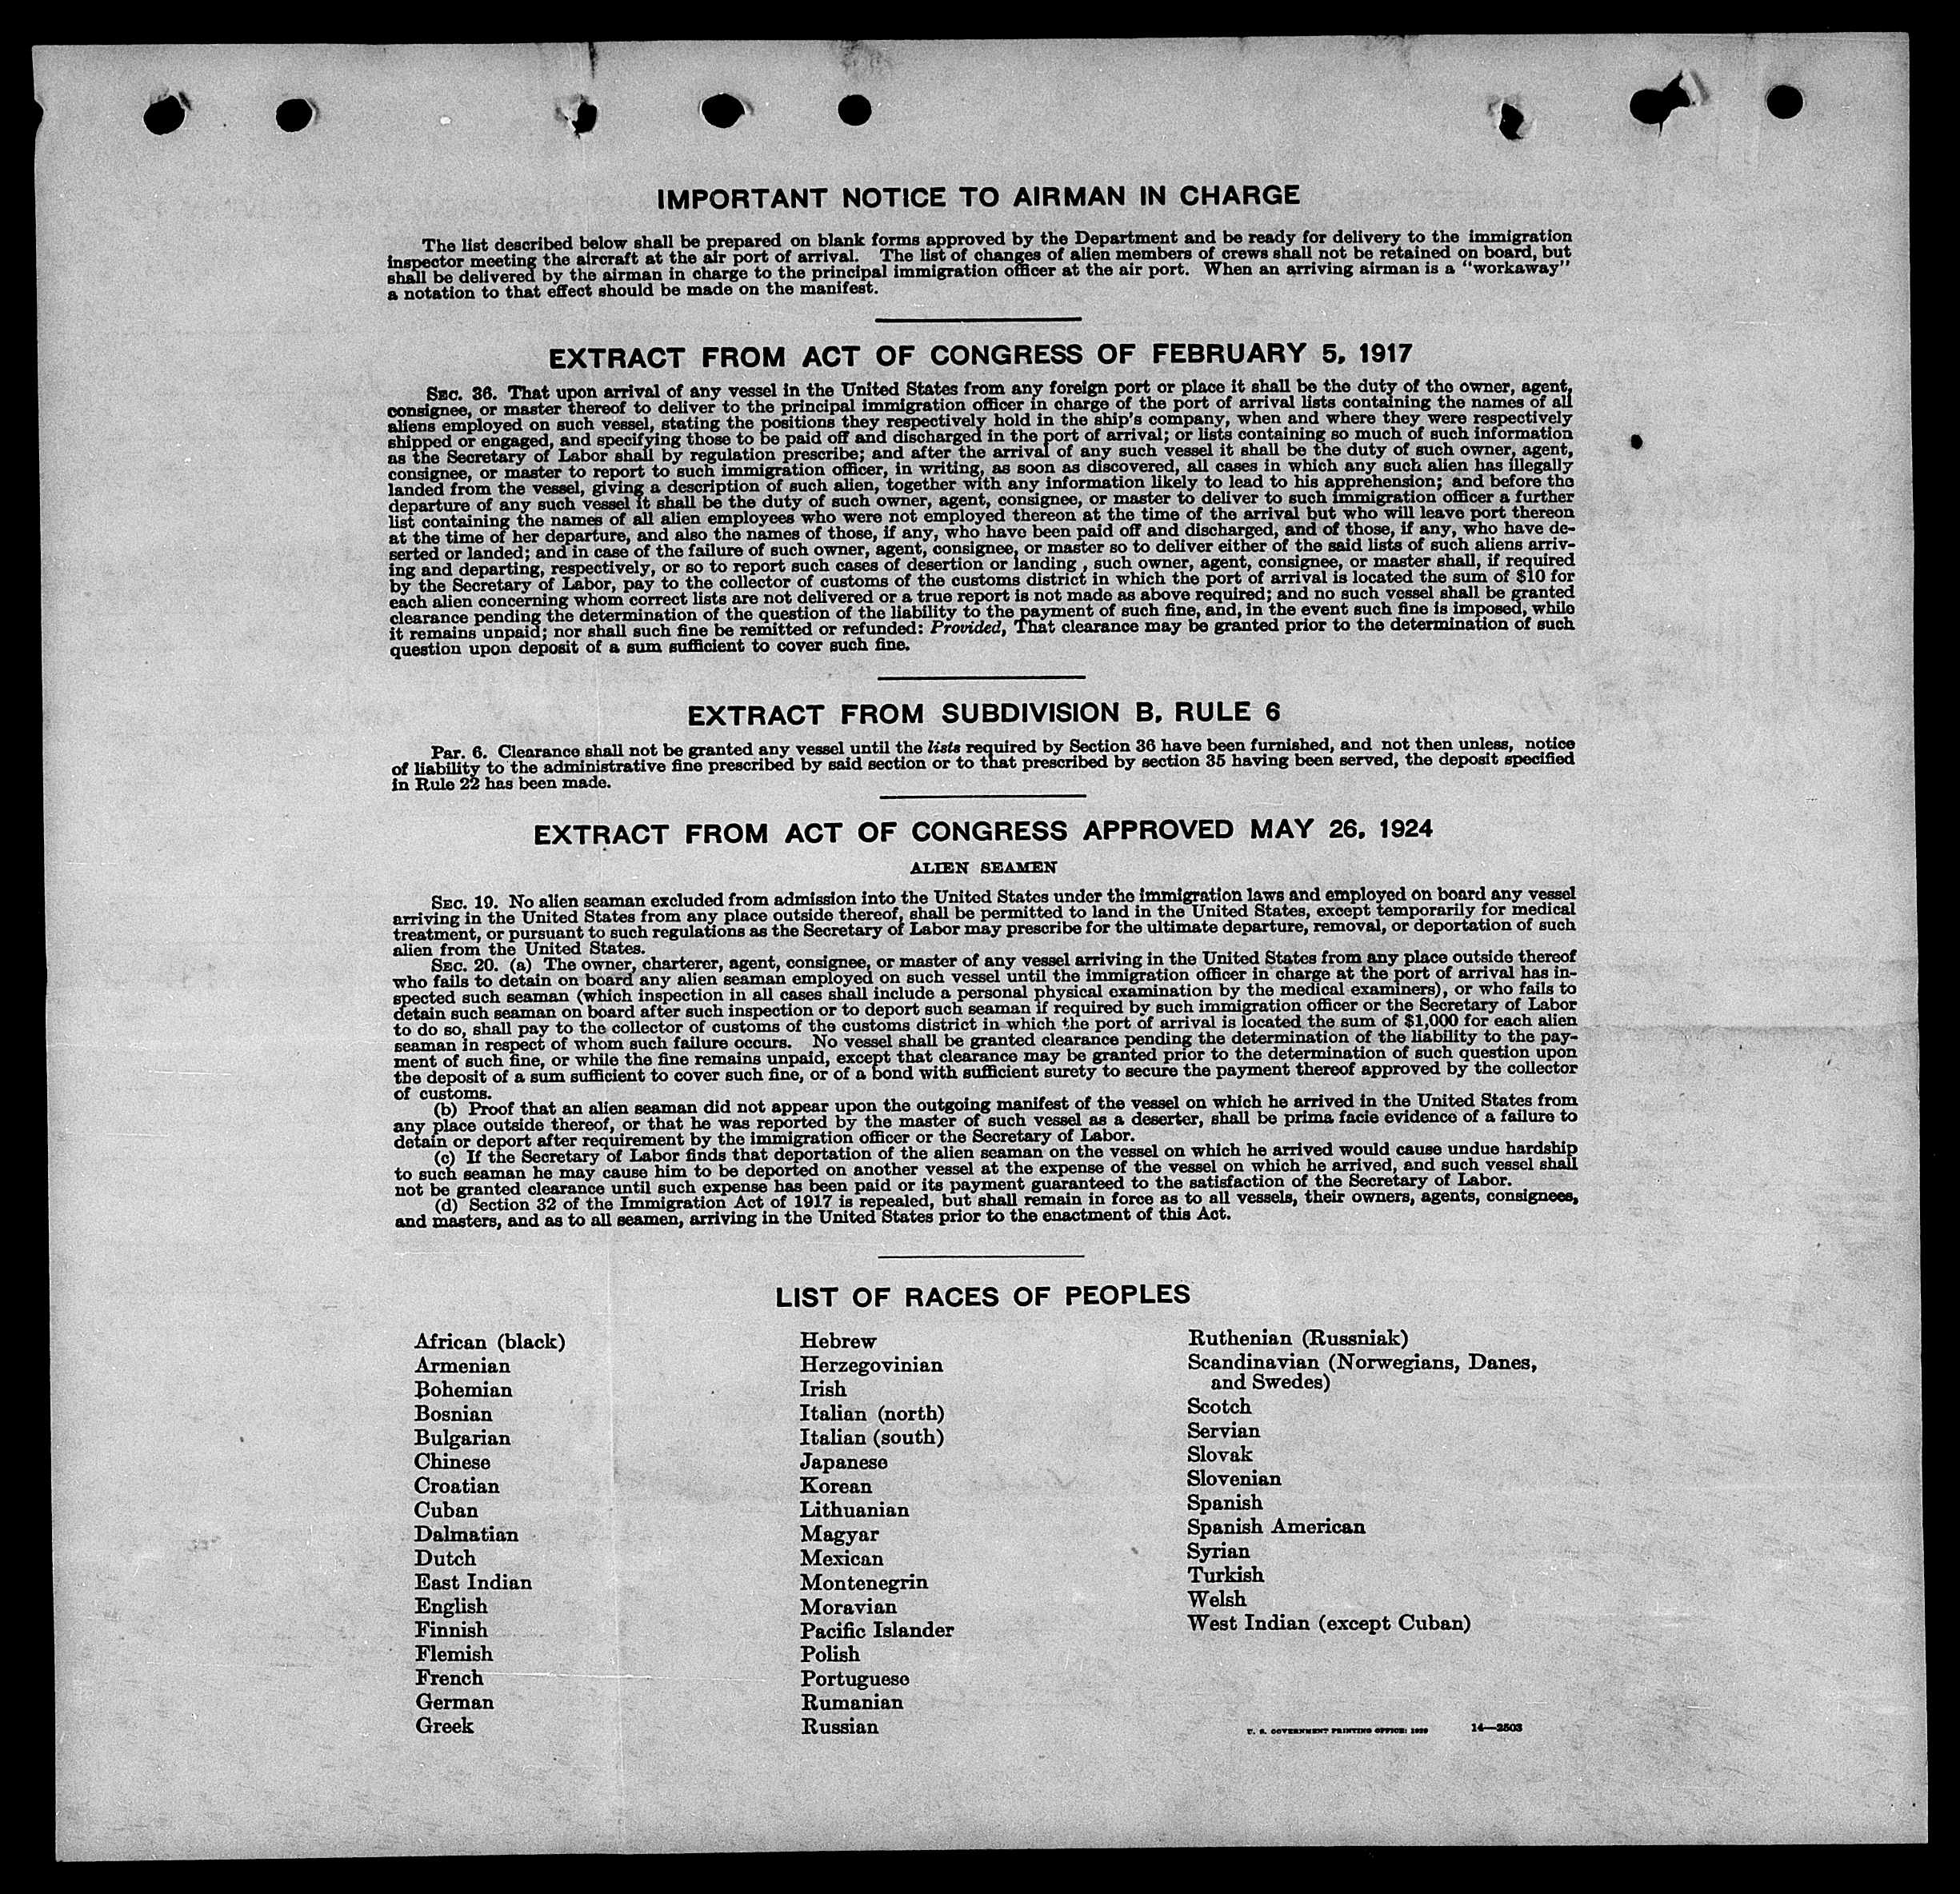 IMPORTANT NOTICE TO AIRMAN IN CHARGE
The list described below shall be prepared on blank forms approved by the Department and be ready for delivery to the immigration
inspector meeting the aircraft at the air port of arrival. The list of changes of alien members of crews shall not be retained on board, but
shall be delivered by the airman in charge to the principal immigration officer at the air port. When an arriving airman is a "workaway"
a notation to that effect should be made on the manifest.
EXTRACT FROM ACT OF CONGRESS OF FEBRUARY 5, 1917
SEC. 36. That upon arrival of any vessel in the United States from any foreign port or place it shall be the duty of the owner, agent,
consignee, or master thereof to deliver to the principal immigration officer in charge of the port of arrival lists containing the names of all
aliens employed on such vessel, stating the positions they respectively hold in the ship's company, when and where they were respectively
shipped or engaged, and specifying those to be paid off and discharged in the port of arrival; or lists containing so much of such information
as the Secretary of Labor shall by regulation prescribe; and after the arrival of any such vessel it shall be the duty of such owner, agent,
consignee, or master to report to such immigration officer, in writing, as soon as discovered, all cases in which any such alien has illegally
landed from the vessel, giving a description of such alien, together with any information likely to lead to his apprehension; and before the
departure of any such vessel it shall be the duty of such owner, agent, consignee, or master to deliver to such immigration officer a further
list containing the names of all alien employees who were not employed thereon at the time of the arrival but who will leave port thereon
at the time of her departure, and also the names of those, if any, who have been paid off and discharged, and of those, if any, who have de-
serted or landed; and in case of the failure of such owner, agent, consignee, or master so to deliver either of the said lists of such aliens arriv-
ing and departing, respectively, or so to report such cases of desertion or landing , such owner, agent, consignee, or master shall, if required
by the Secretary of Labor, pay to the collector of customs of the customs district in which the port of arrival is located the sum of $10 for
each alien concerning whom correct lists are not delivered or a true report is not made as above required; and no such vessel shall be granted
clearance pending the determination of the question of the liability to the payment of such fine, and, in the event such fine is imposed, while
it remains unpaid; nor shall such fine be remitted or refunded: Provided, That clearance may be granted prior to the determination of such
question upon deposit of a sum sufficient to cover such fine.
EXTRACT FROM SUBDIVISION B, RULE 6
Par. 6. Clearance shall not be granted any vessel until the lists required by Section 36 have been furnished, and not then unless, notice
of liability to the administrative fine prescribed by said section or to that prescribed by section 35 having been served, the deposit specified
in Rule 22 has been made.
EXTRACT FROM ACT OF CONGRESS APPROVED MAY 26, 1924
ALIEN SEAMEN
SEC. 19. No alien seaman excluded from admission into the United States under the immigration laws and employed on board any vessel
arriving in the United States from any place outside thereof, shall be permitted to land in the United States, except temporarily for medical
treatment, or pursuant to such regulations as the Secretary of Labor may prescribe for the ultimate departure, removal, or deportation of such
alien from the United States.
SEC. 20. (a) The owner, charterer, agent, consignee, or master of any vessel arriving in the United States from any place outside thereof
who fails to detain on board any alien seaman employed on such vessel until the immigration officer in charge at the port of arrival has in-
spected such seaman (which inspection in all cases shall include a personal physical examination by the medical examiners), or who fails to
detain such seaman on board after such inspection or to deport such seaman if required by such immigration officer or the Secretary of Labor
to do so, shall pay to the collector of customs of the customs district in which the port of arrival is located the sum of $1,000 for each alien
seaman in respect of whom such failure occurs. No vessel shall be granted clearance pending the determination of the liability to the pay-
ment of such fine, or while the fine remains unpaid, except that clearance may be granted prior to the determination of such question upon
the deposit of a sum sufficient to cover such fine, or of a bond with sufficient surety to secure the payment thereof approved by the collector
of customs.
(b) Proof that an alien seaman did not appear upon the outgoing manifest of the vessel on which he arrived in the United States from
any place outside thereof, or that he was reported by the master of such vessel as a deserter, shall be prima facie evidence of a failure to
detain or deport after requirement by the immigration officer or the Secretary of Labor.
(c) If the Secretary of Labor finds that deportation of the alien seaman on the vessel on which he arrived would cause undue hardship
to such seaman he may cause him to be deported on another vessel at the expense of the vessel on which he arrived, and such vessel shall
not be granted clearance until such expense has been paid or its payment guaranteed to the satisfaction of the Secretary of Labor.
(d) Section 32 of the Immigration Act of 1917 is repealed, but shall remain in force as to all vessels, their owners, agents, consignees,
and masters, and as to all seamen, arriving in the United States prior to the enactment of this Act.
LIST OF RACES OF PEOPLES
African (black)
Armenian
Bohemian
Bosnian
Bulgarian
Chinese
Croatian
Cuban
Dalmatian
Dutch
East Indian
English
Finnish
Flemish
French
German
Greek
Hebrew
Herzegovinian
Irish
Italian (north)
Italian (south)
Japanese
Korean
Lithuanian
Magyar
Mexican
Montenegrin
Moravian
Pacific Islander
Polish
Portuguese
Rumanian
Russian
Ruthenian (Russniak)
Scandinavian (Norwegians, Danes,
and Swedes)
Scotch
Servian
Slovak
Slovenian
Spanish
Spanish American
Syrian
Turkish
Welsh
West Indian (except Cuban)
U. S. GOVERNMENT PRINTING OFFICE: 14—2503